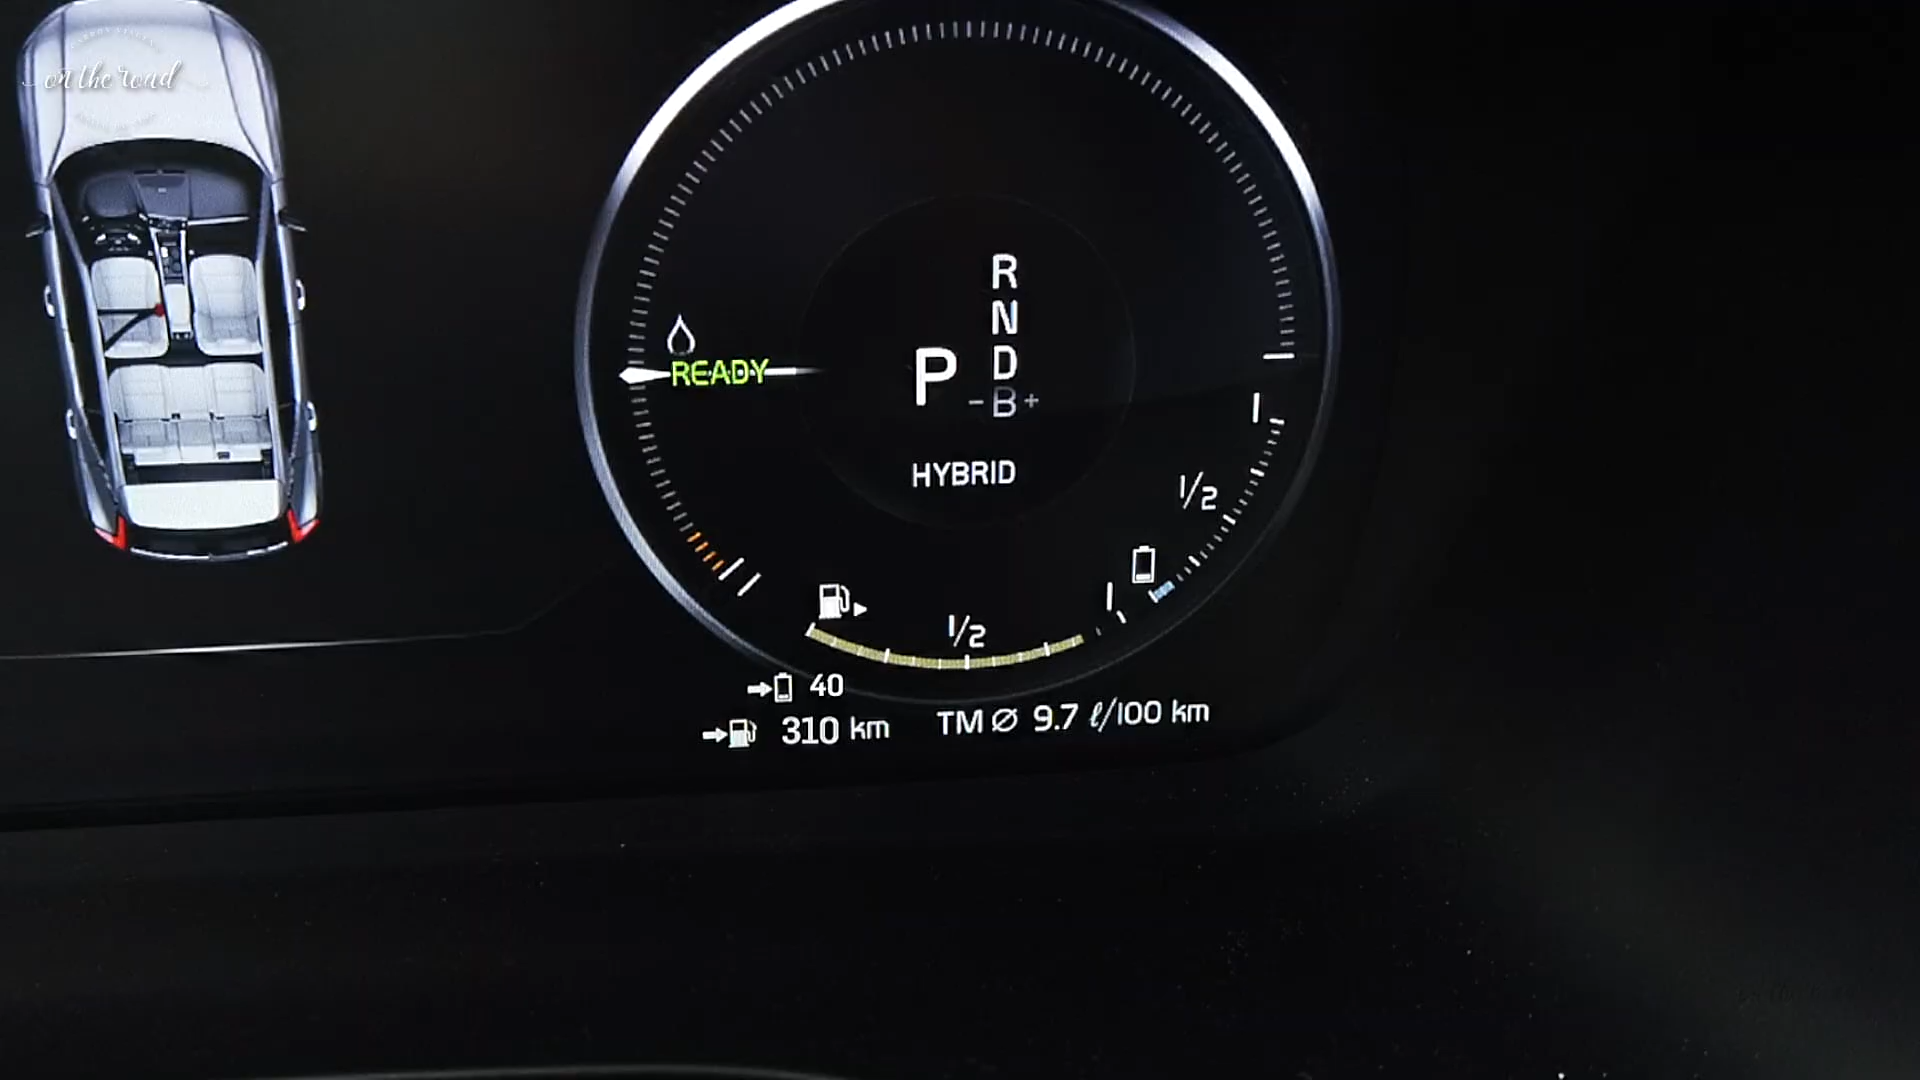 on the road
R
N
D
P -B+
READY
HYBRID
1/2
1/2
40
310 km
TM Ø 9.7 ℓ/100 km